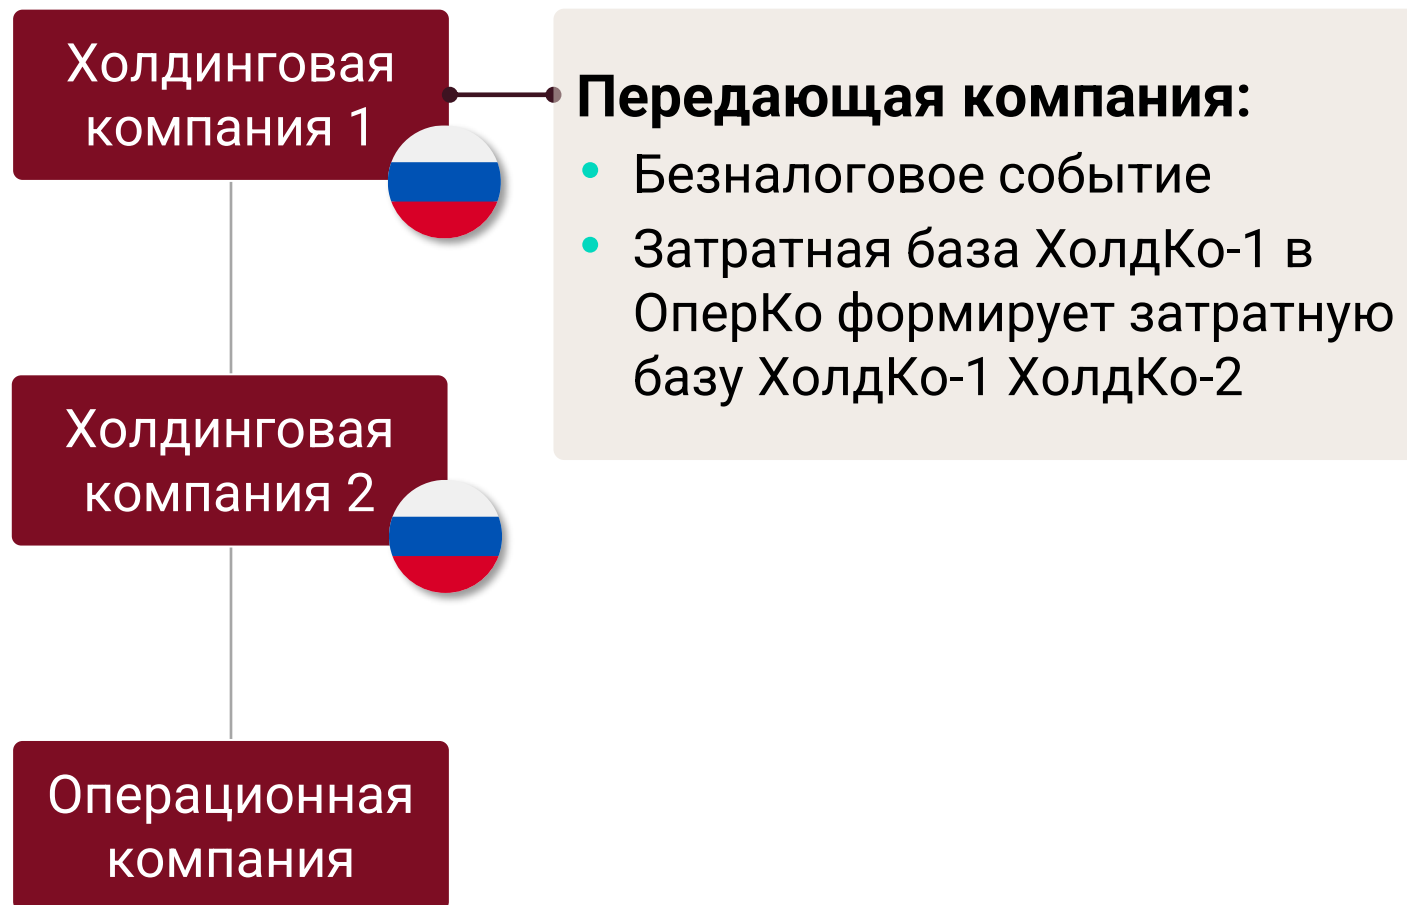 Холдинговая
компания 1
Передающая компания:
Безналоговое событие
Затратная база ХолдКо-1 в
ОперКо формирует затратную
базу ХолдКо-1 ХолдКо-2
Холдинговая
компания 2
Операционная
компания